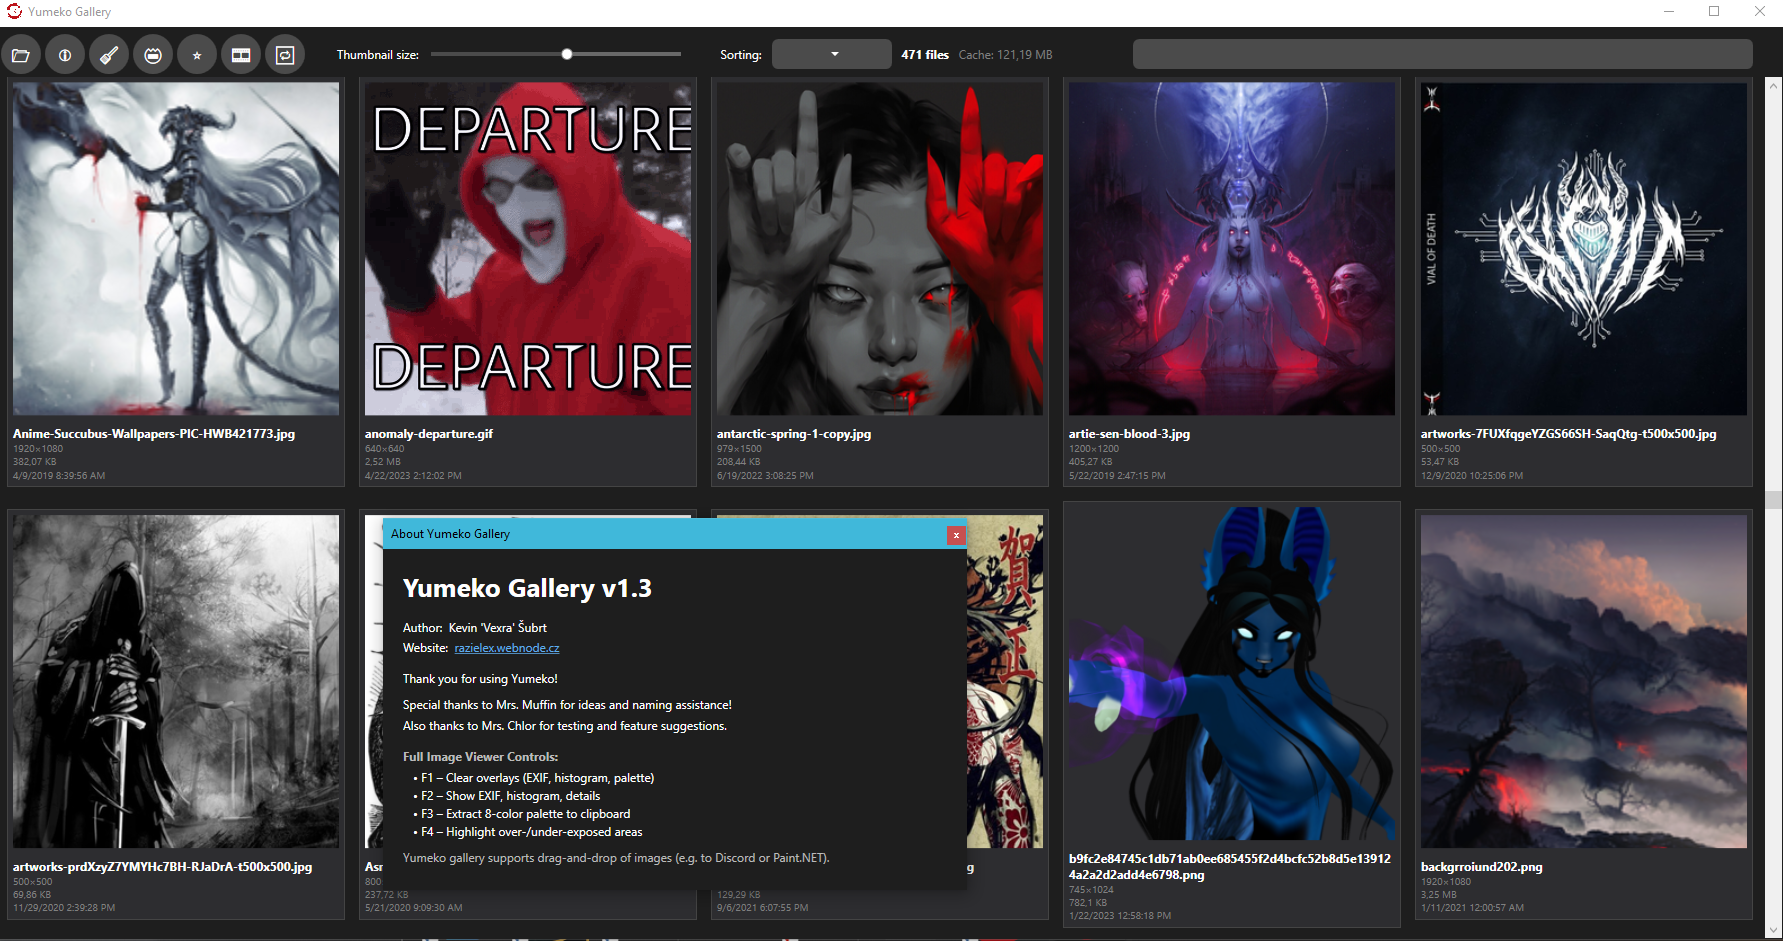 Yumeko Gallery
Thumbnail size:
Sorting:
471 files
Cache: 121,19 MB
DEPARTURE
DEPARTURE
VIAL OF DEATH
Anime-Succubus-Wallpapers-PIC-HWB421773.jpg
1920×1080
382,07 KB
4/9/2019 8:39:56 AM
anomaly-departure.gif
640×640
2,52 MB
4/22/2023 2:12:02 PM
antarctic-spring-1-copy.jpg
979×1500
208,44 KB
6/19/2022 3:08:25 PM
artie-sen-blood-3.jpg
1200×1200
405,27 KB
5/22/2019 2:47:15 PM
artworks-7FUXfqgeYZGS66SH-SaqQtg-t500x500.jpg
500×500
53,47 KB
12/9/2020 10:25:06 PM
About Yumeko Gallery
x
Yumeko Gallery v1.3
Author: Kevin 'Vexra' Šubrt
Website: razielex.webnode.cz
Thank you for using Yumeko!
Special thanks to Mrs. Muffin for ideas and naming assistance!
Also thanks to Mrs. Chlor for testing and feature suggestions.
Full Image Viewer Controls:
• F1 – Clear overlays (EXIF, histogram, palette)
• F2 – Show EXIF, histogram, details
• F3 – Extract 8-color palette to clipboard
• F4 – Highlight over-/under-exposed areas
Yumeko gallery supports drag-and-drop of images (e.g. to Discord or Paint.NET).
賀
正
artworks-prdXzyZ7YMYHc7BH-RJaDrA-t500x500.jpg
500×500
69,86 KB
11/29/2020 2:39:28 PM
800
237,72 KB
5/21/2020 9:09:30 AM
g
129,29 KB
9/6/2021 6:07:55 PM
b9fc2e84745c1db71ab0ee685455f2d4bcfc52b8d5e13912
4a2a2d2add4e6798.png
745×1024
782,1 KB
1/22/2023 12:58:18 PM
backgrroiund202.png
1920×1080
3,25 MB
1/11/2021 12:00:57 AM